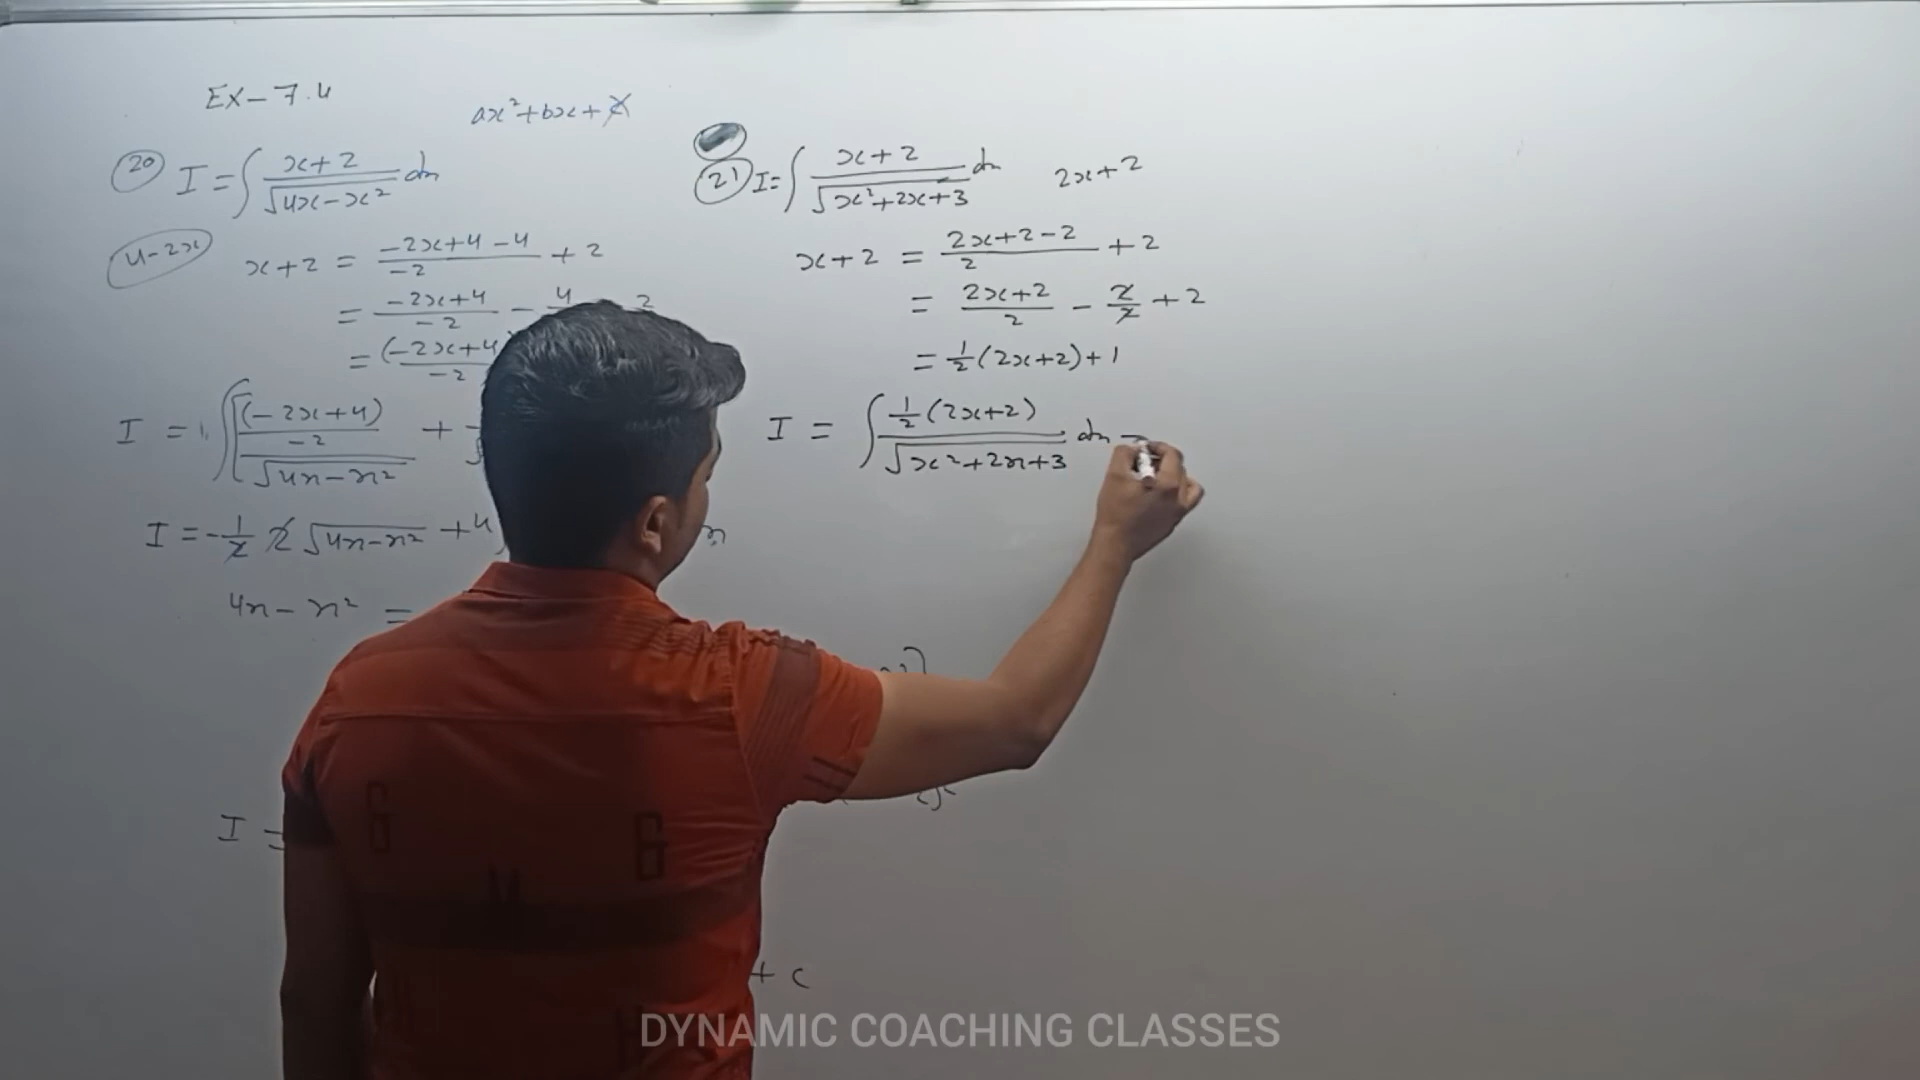 EX-7.4
ax²+bx+c
(20) I = ∫ x+2 / √4x-x² dx
4-2x
x+2 = -2x+4-4 / -2 + 2
= -2x+4 / -2 - 4
2
= (-2x+4 / -2
I = ∫ (-2x+4) / -2 / √4x-x² +
I = -1/2 2 √4x-x² + 4
4x-x² =
I =
+ c
(21) I = ∫ x+2 / √x²+2x+3 dx
2x+2
x+2 = 2x+2-2 / 2 + 2
= 2x+2 / 2 - 2/2 + 2
= 1/2 (2x+2)+1
I = ∫ 1/2 (2x+2) / √x²+2x+3 dx
G G
M
DYNAMIC COACHING CLASSES